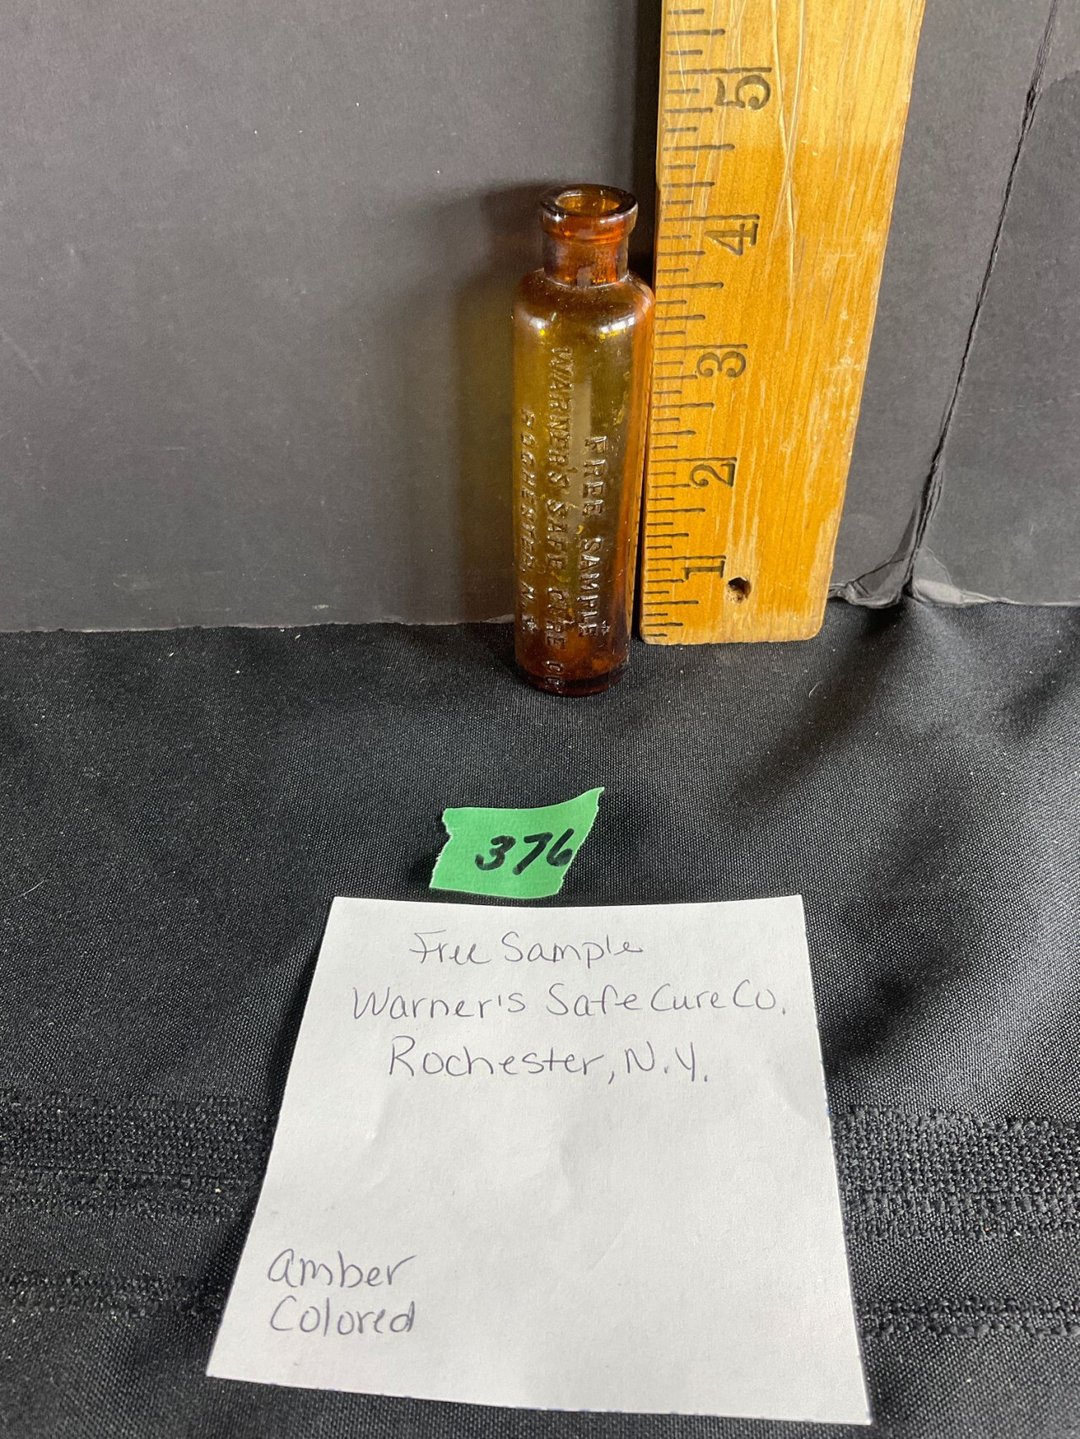 5
4
3
2
1
FREE SAMPLE
WARNER'S SAFE CURE CO
ROCHESTER N.Y.
376
Free Sample
Warner's Safe Cure Co.
Rochester, N.Y.
amber
Colored